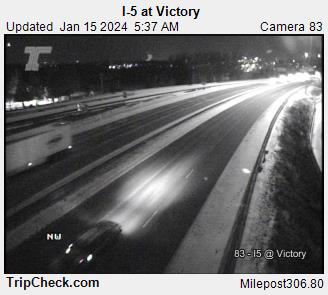 I-5 at Victory
Updated Jan 15 2024 5:37 AM Camera 83
T
NW
83 - I5 @ Victory
TripCheck.com Milepost306.80